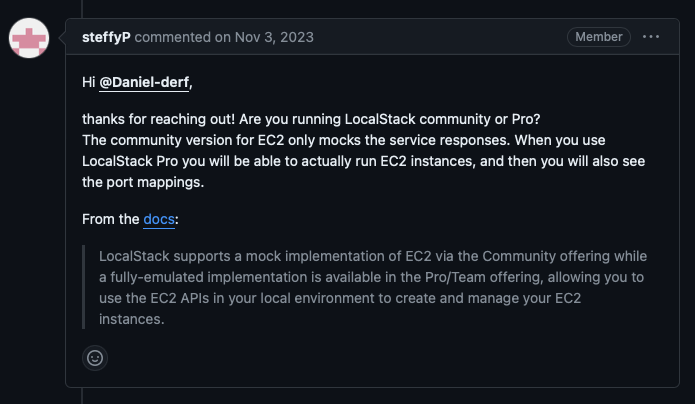 steffyP commented on Nov 3, 2023 Member ...
Hi @Daniel-derf,
thanks for reaching out! Are you running LocalStack community or Pro?
The community version for EC2 only mocks the service responses. When you use
LocalStack Pro you will be able to actually run EC2 instances, and then you will also see
the port mappings.
From the docs:
LocalStack supports a mock implementation of EC2 via the Community offering while
a fully-emulated implementation is available in the Pro/Team offering, allowing you to
use the EC2 APIs in your local environment to create and manage your EC2
instances.